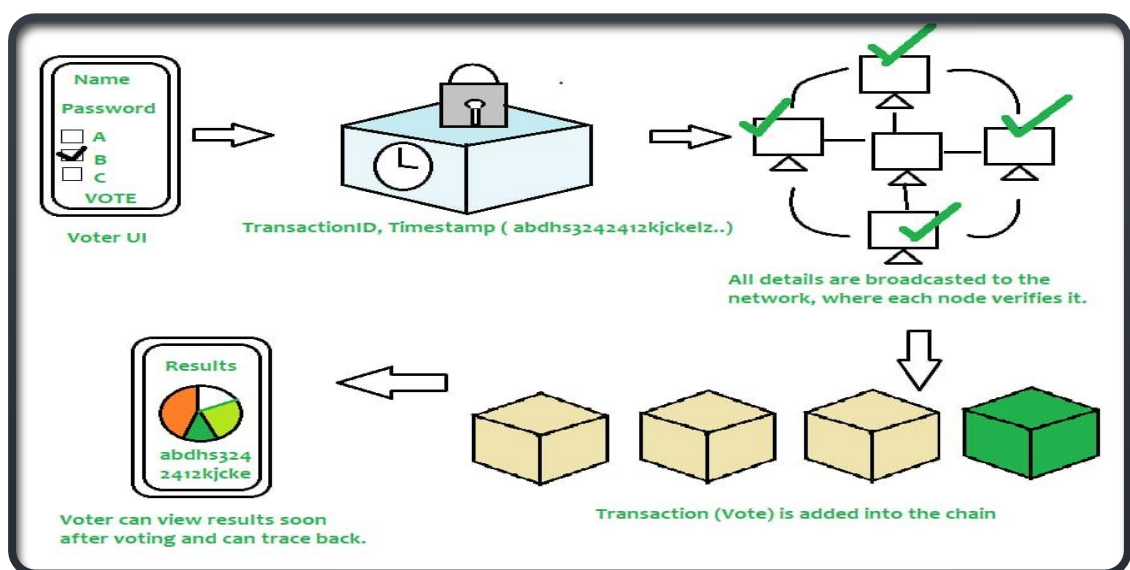 Name
Password
A
B
C
VOTE
Voter UI
TransactionID, Timestamp ( abdhs3242412kjckelz..)
All details are broadcasted to the
network, where each node verifies it.
Results
abdhs324
2412kjcke
Voter can view results soon
after voting and can trace back.
Transaction (Vote) is added into the chain